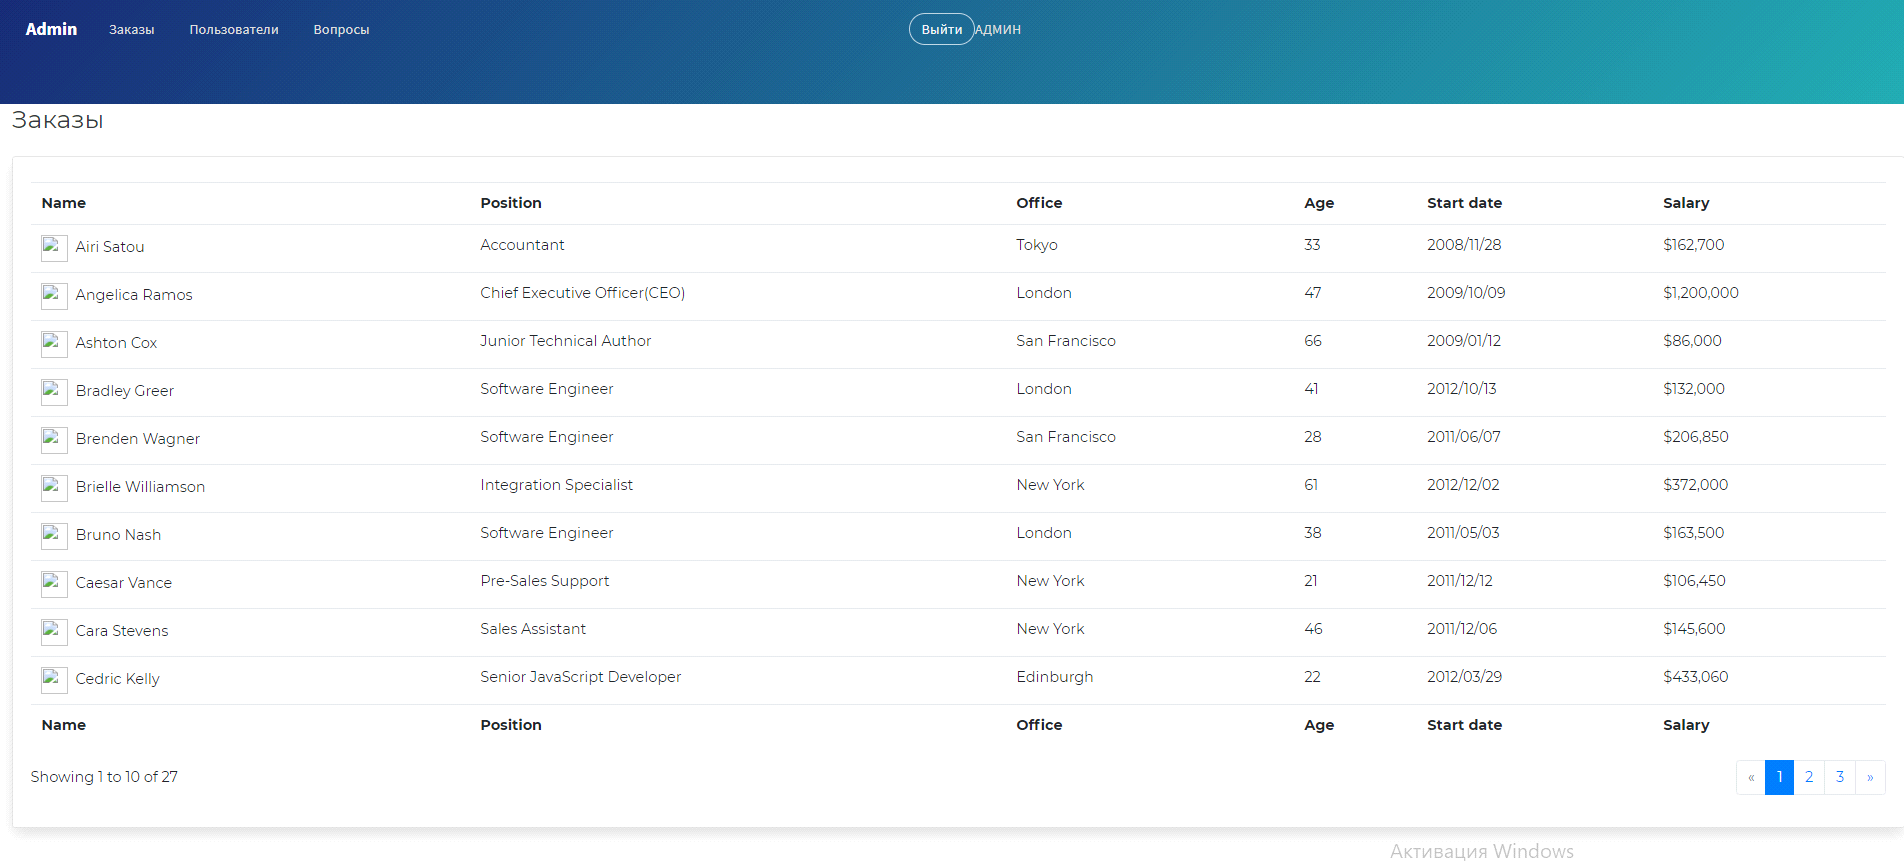 Admin Заказы Пользователи Вопросы Выйти АДМИН
Заказы
Name Position Office Age Start date Salary
Airi Satou Accountant Tokyo 33 2008/11/28 $162,700
Angelica Ramos Chief Executive Officer(CEO) London 47 2009/10/09 $1,200,000
Ashton Cox Junior Technical Author San Francisco 66 2009/01/12 $86,000
Bradley Greer Software Engineer London 41 2012/10/13 $132,000
Brenden Wagner Software Engineer San Francisco 28 2011/06/07 $206,850
Brielle Williamson Integration Specialist New York 61 2012/12/02 $372,000
Bruno Nash Software Engineer London 38 2011/05/03 $163,500
Caesar Vance Pre-Sales Support New York 21 2011/12/12 $106,450
Cara Stevens Sales Assistant New York 46 2011/12/06 $145,600
Cedric Kelly Senior JavaScript Developer Edinburgh 22 2012/03/29 $433,060
Name Position Office Age Start date Salary
Showing 1 to 10 of 27 « 1 2 3 »
Активация Windows